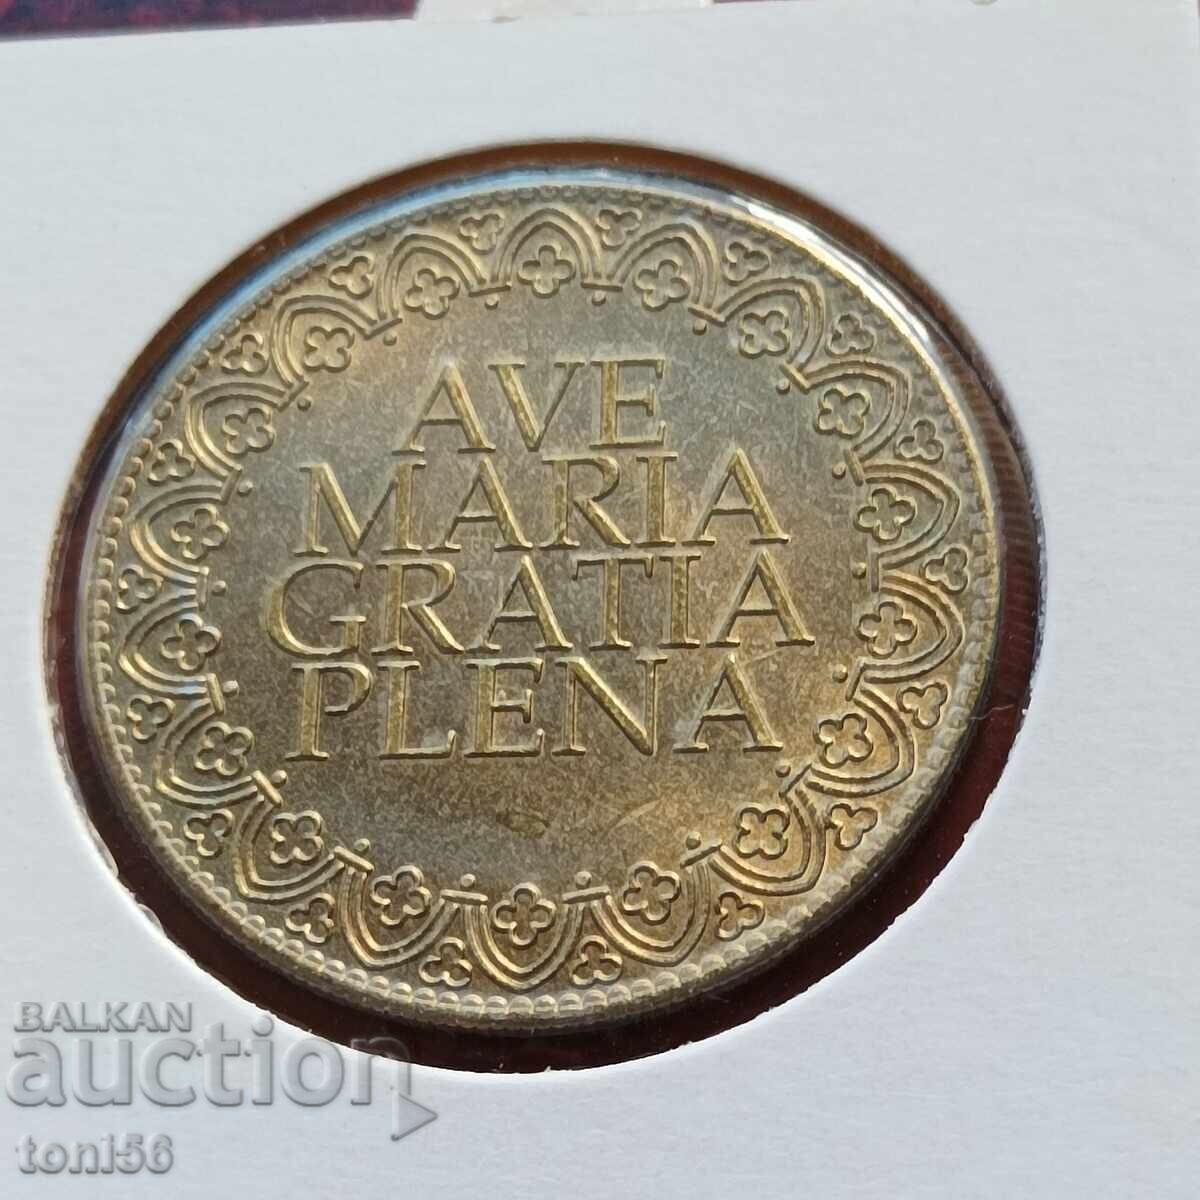 AVE
MARIA
GRATIA
PLENA
BALKAN
auction
toni56